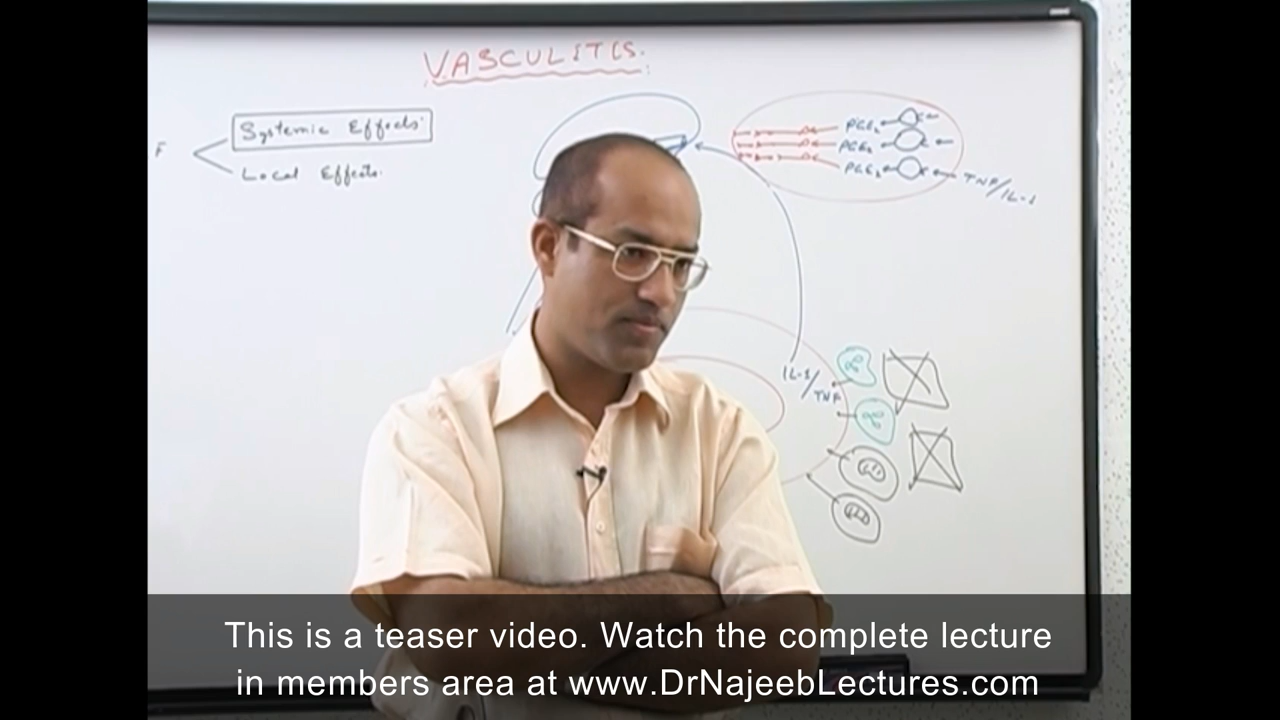 VASCULITIS.
F
Systemic Effects
Local Effects.
PGE₂
PGE₂
PGE₂
TNF/IL-1
IL-1/
TNF
This is a teaser video. Watch the complete lecture
in members area at www.DrNajeebLectures.com